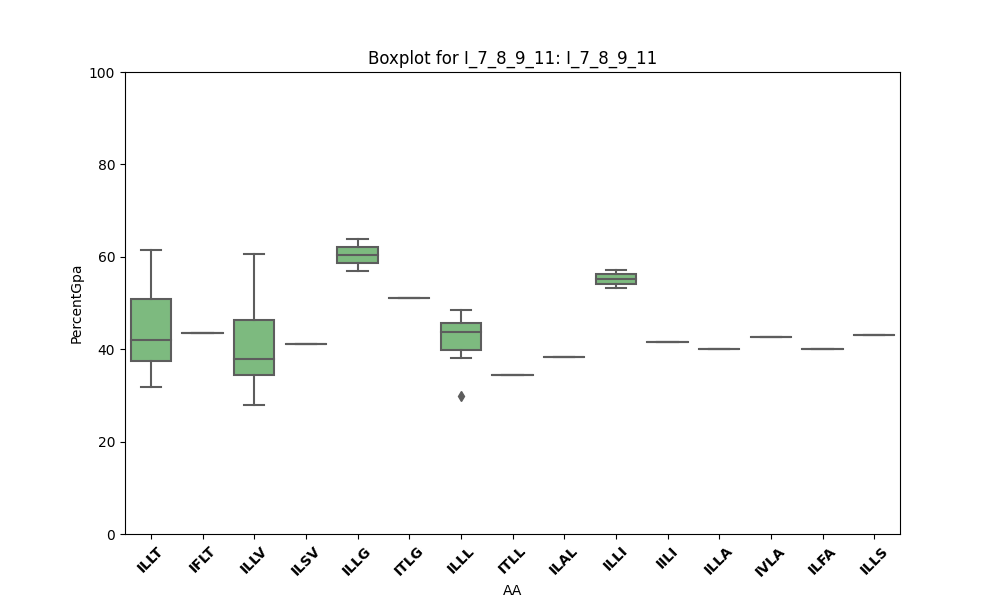 Boxplot for I_7_8_9_11: I_7_8_9_11
PercentGpa
100
80
60
40
20
0
ILLT IFLT ILLV ILSV ILLG ITLG ILLL ITLL ILAL ILLI IILI ILLA IVLA ILFA ILLS
AA